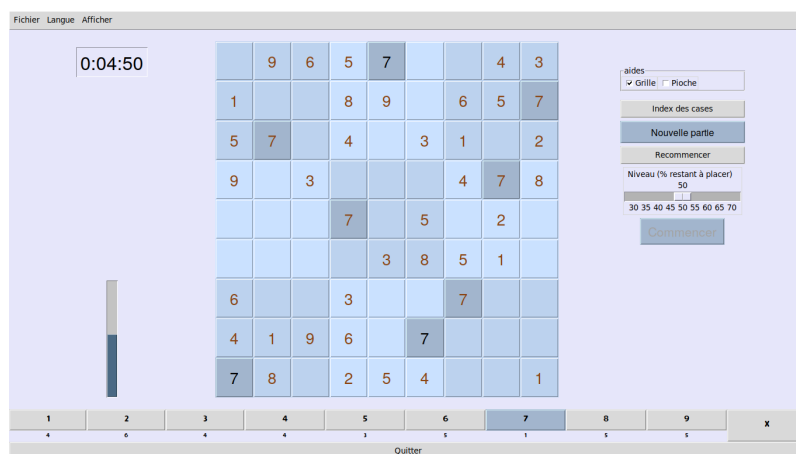 Fichier Langue Afficher
0:04:50
9 6 5 7 4 3
1 8 9 6 5 7
5 7 4 3 1 2
9 3 4 7 8
7 5 2
3 8 5 1
6 3 7
4 1 9 6 7
7 8 2 5 4 1
aides
Grille Pioche
Index des cases
Nouvelle partie
Recommencer
Niveau (% restant à placer)
50
30 35 40 45 50 55 60 65 70
Commencer
1 2 3 4 5 6 7 8 9 x
4 6 4 4 3 5 1 5 5
Quitter